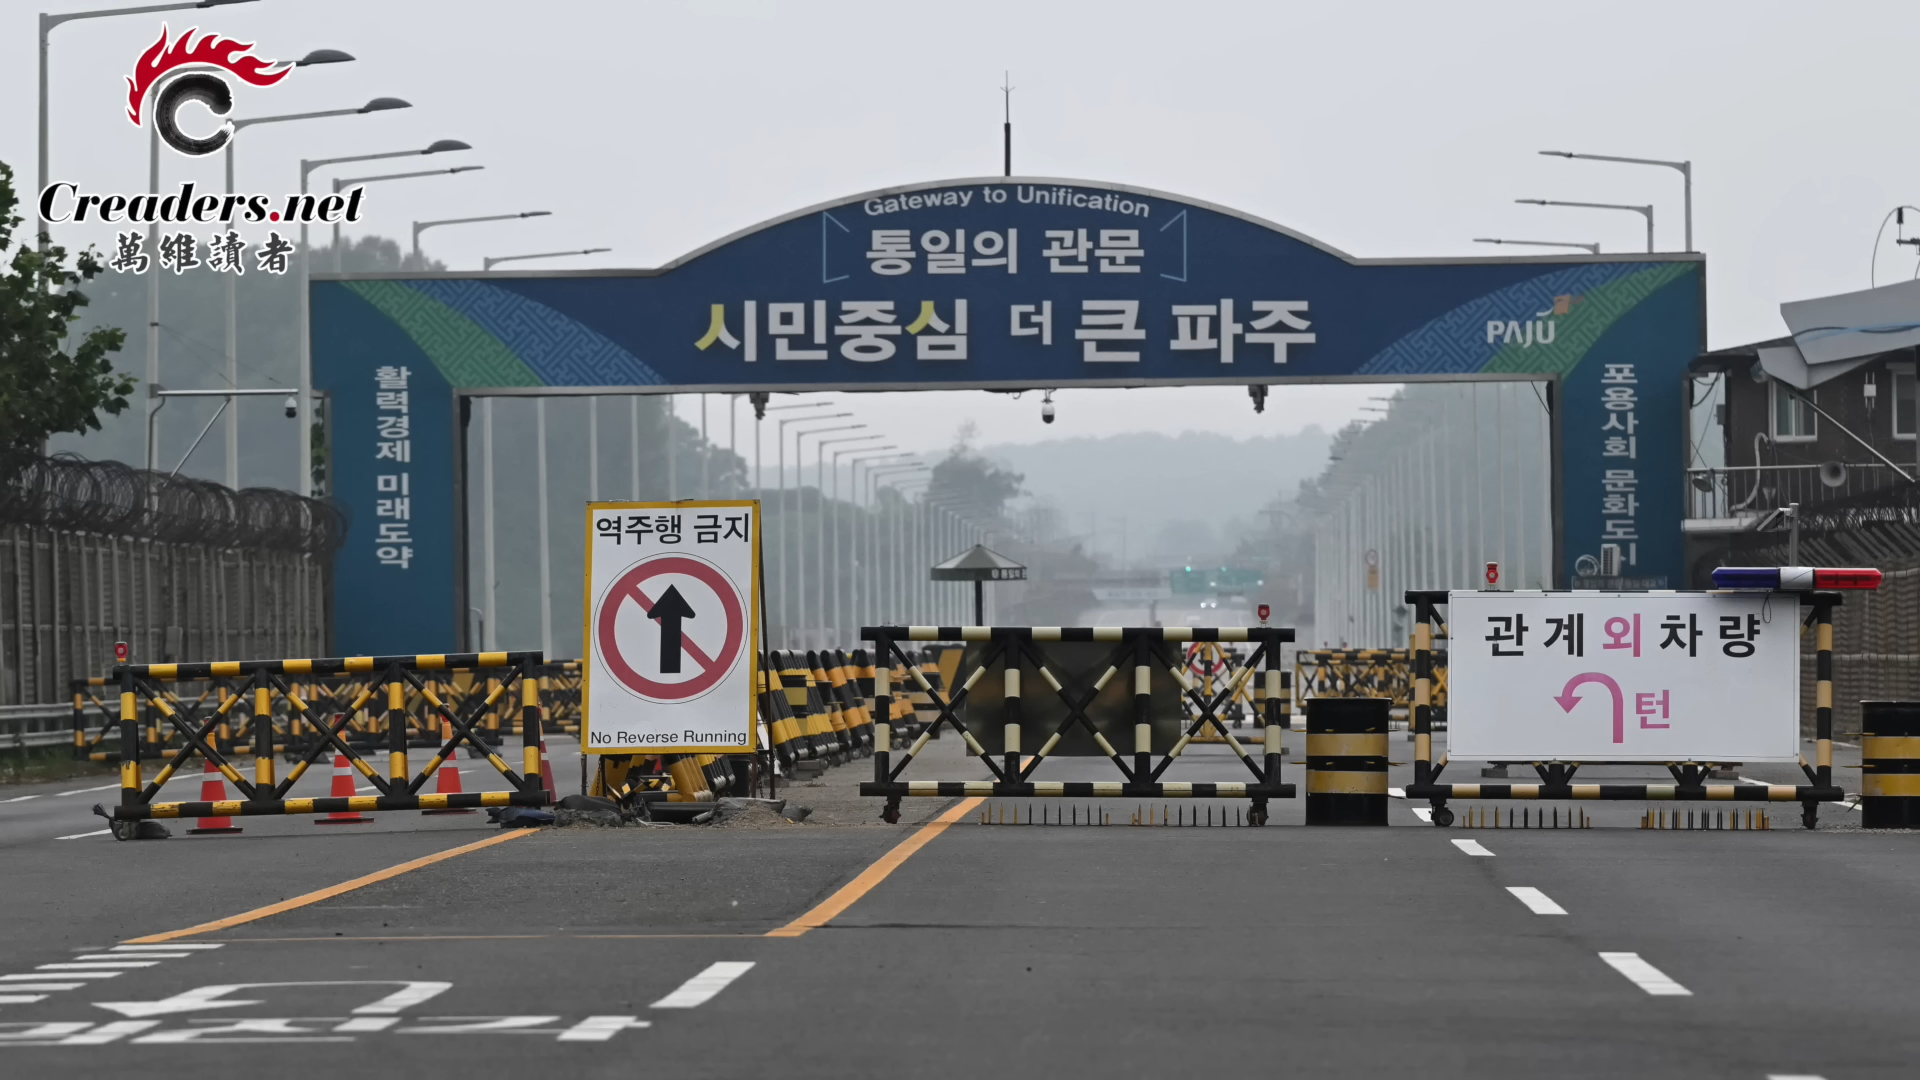 Creaders.net
萬維讀者
Gateway to Unification
통일의 관문
시민중심 더 큰 파주
PAJU
활력경제 미래도약
포용사회 문화도시
역주행 금지
No Reverse Running
관계외차량
턴